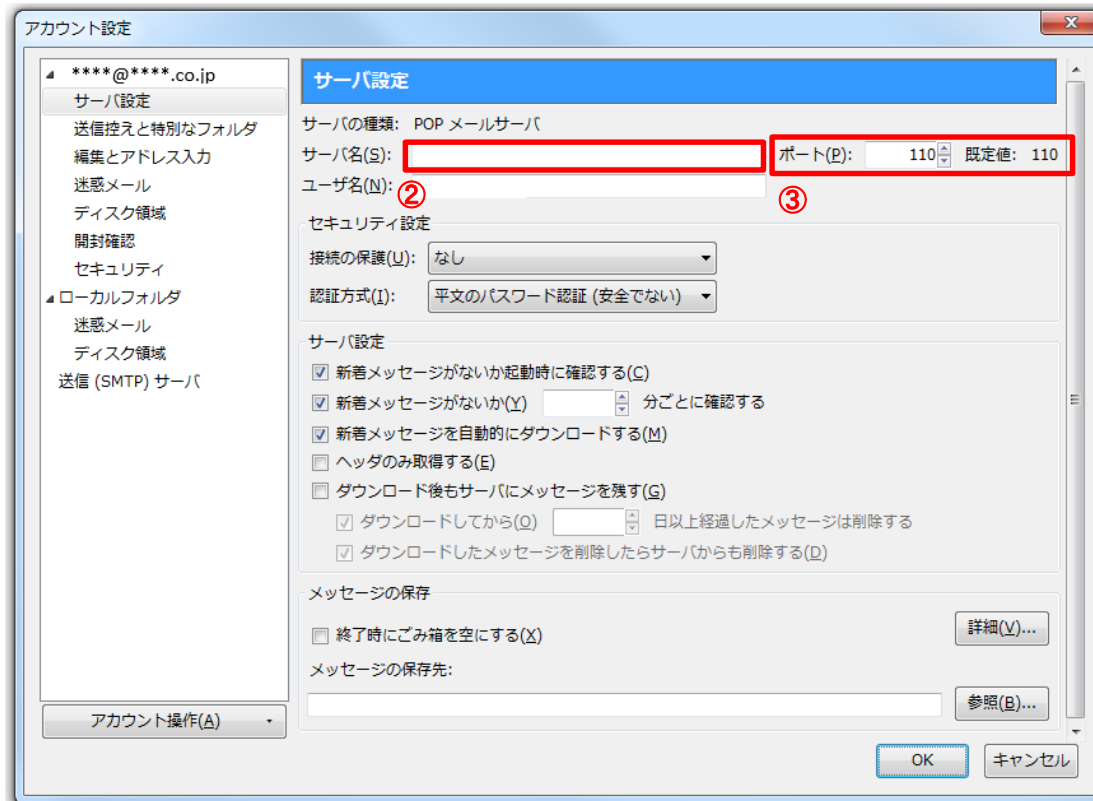 アカウント設定
****@****.co.jp
サーバ設定
送信控えと特別なフォルダ
編集とアドレス入力
迷惑メール
ディスク領域
開封確認
セキュリティ
ローカルフォルダ
迷惑メール
ディスク領域
送信 (SMTP) サーバ
アカウント操作(A)
サーバ設定
サーバの種類: POP メールサーバ
サーバ名(S): ポート(P): 110 既定値: 110
ユーザ名(N): ② ③
セキュリティ設定
接続の保護(U): なし
認証方式(I): 平文のパスワード認証 (安全でない)
サーバ設定
新着メッセージがないか起動時に確認する(C)
新着メッセージがないか(Y) 分ごとに確認する
新着メッセージを自動的にダウンロードする(M)
ヘッダのみ取得する(E)
ダウンロード後もサーバにメッセージを残す(G)
ダウンロードしてから(O) 日以上経過したメッセージは削除する
ダウンロードしたメッセージを削除したらサーバからも削除する(D)
メッセージの保存
終了時にごみ箱を空にする(X) 詳細(V)...
メッセージの保存先:
参照(B)...
OK キャンセル